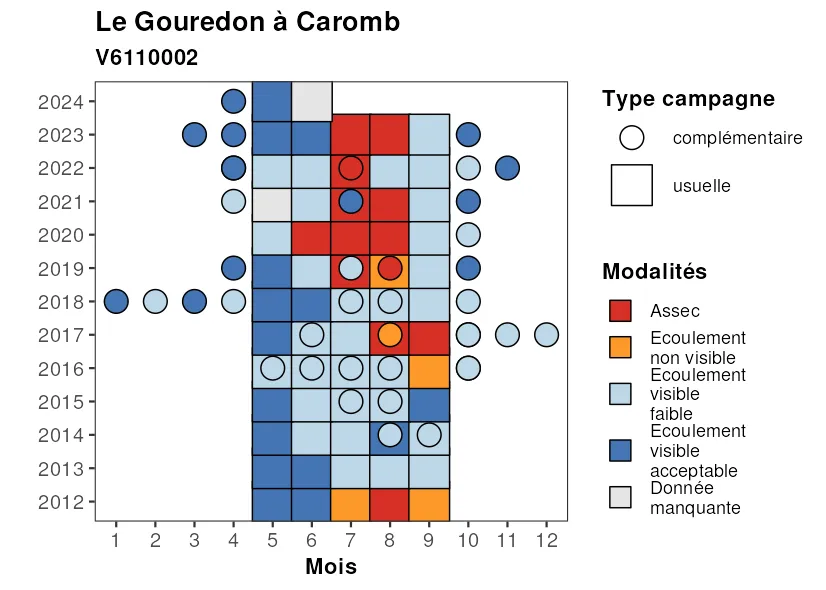 Le Gouredon à Caromb
V6110002
2024
2023
2022
2021
2020
2019
2018
2017
2016
2015
2014
2013
2012
1 2 3 4 5 6 7 8 9 10 11 12
Mois
Type campagne
complémentaire
usuelle
Modalités
Assec
Ecoulement
non visible
Ecoulement
visible
faible
Ecoulement
visible
acceptable
Donnée
manquante